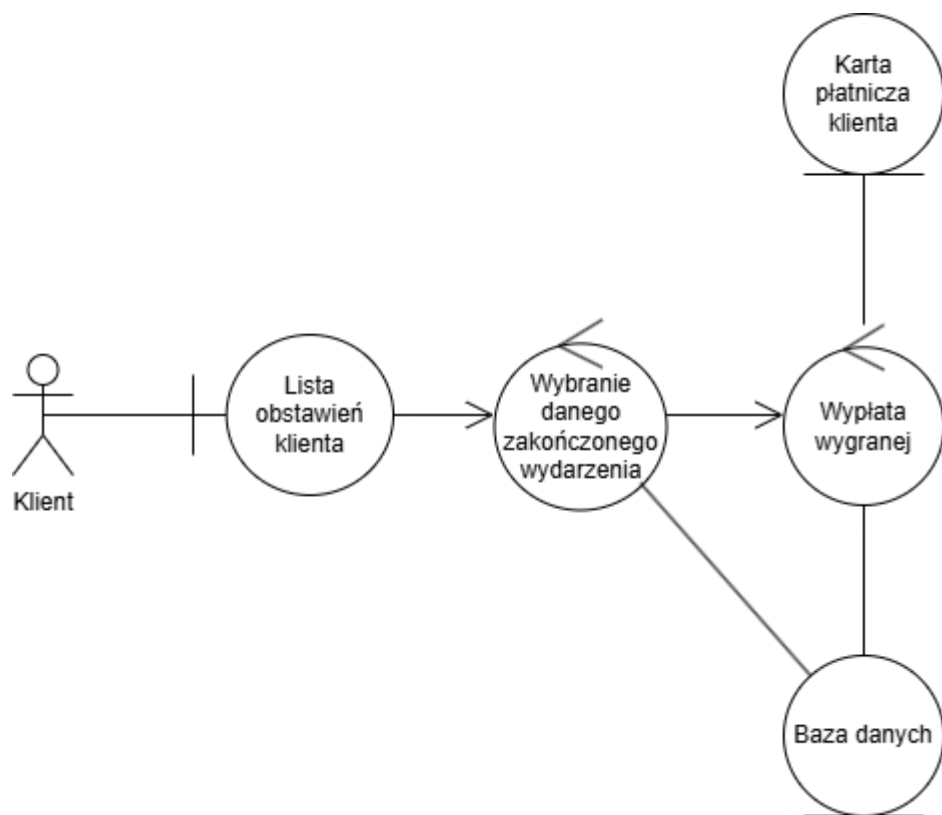 Karta
płatnicza
klienta
Lista
obstawień
klienta
Wybranie
danego
zakończonego
wydarzenia
Wypłata
wygranej
Klient
Baza danych